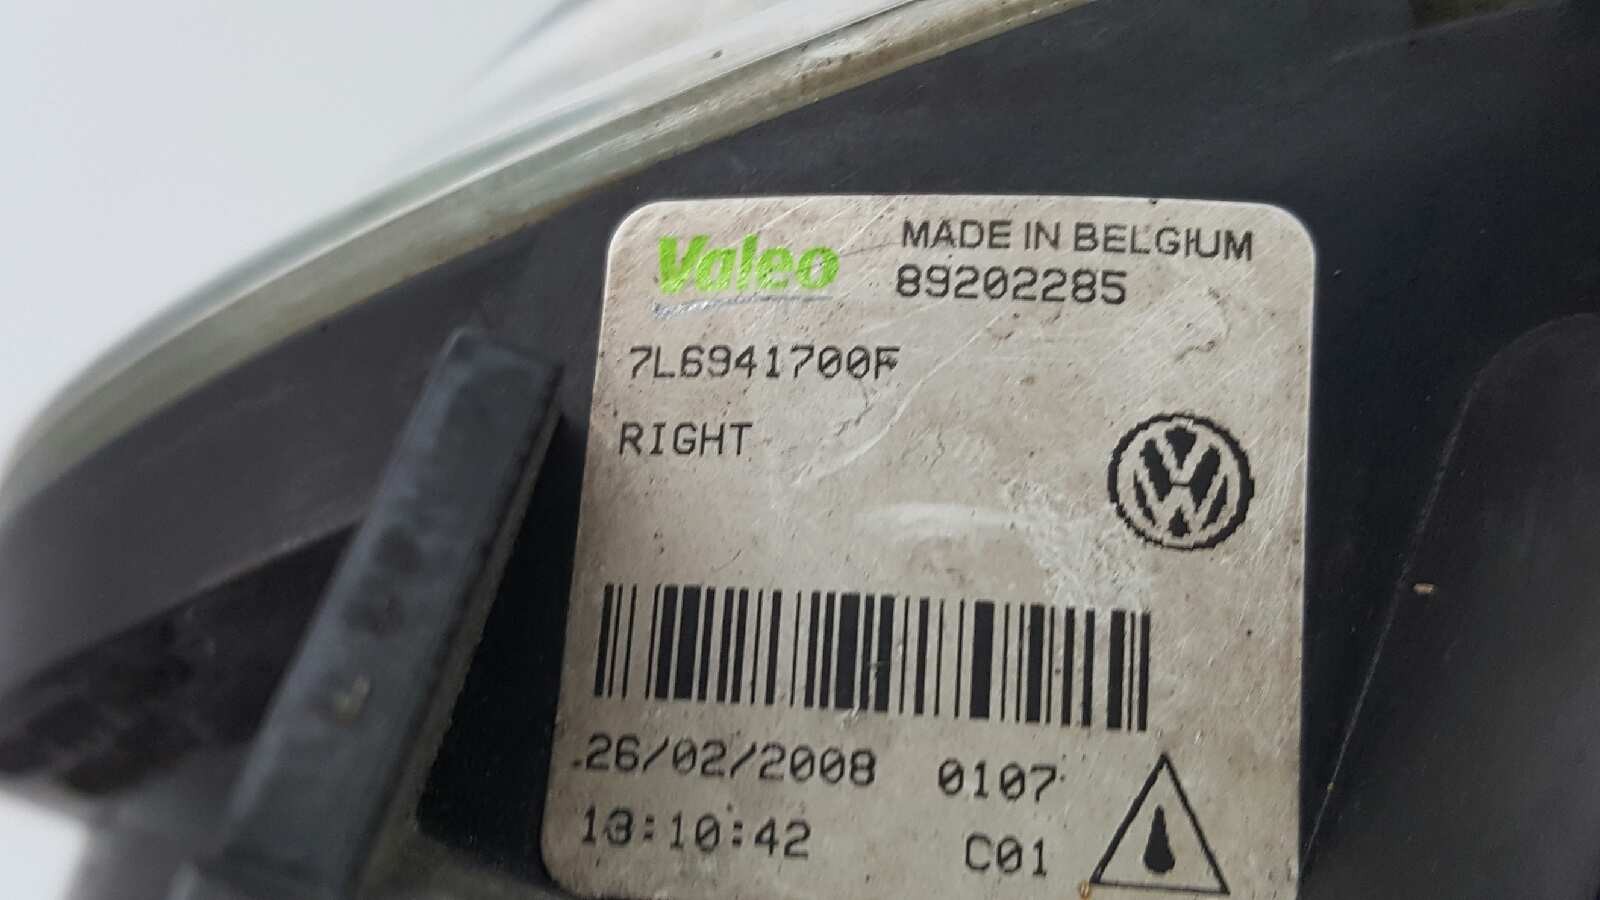 Valeo
MADE IN BELGIUM
89202285
7L6941700F
RIGHT
26/02/2008 0107
13:10:42 C01